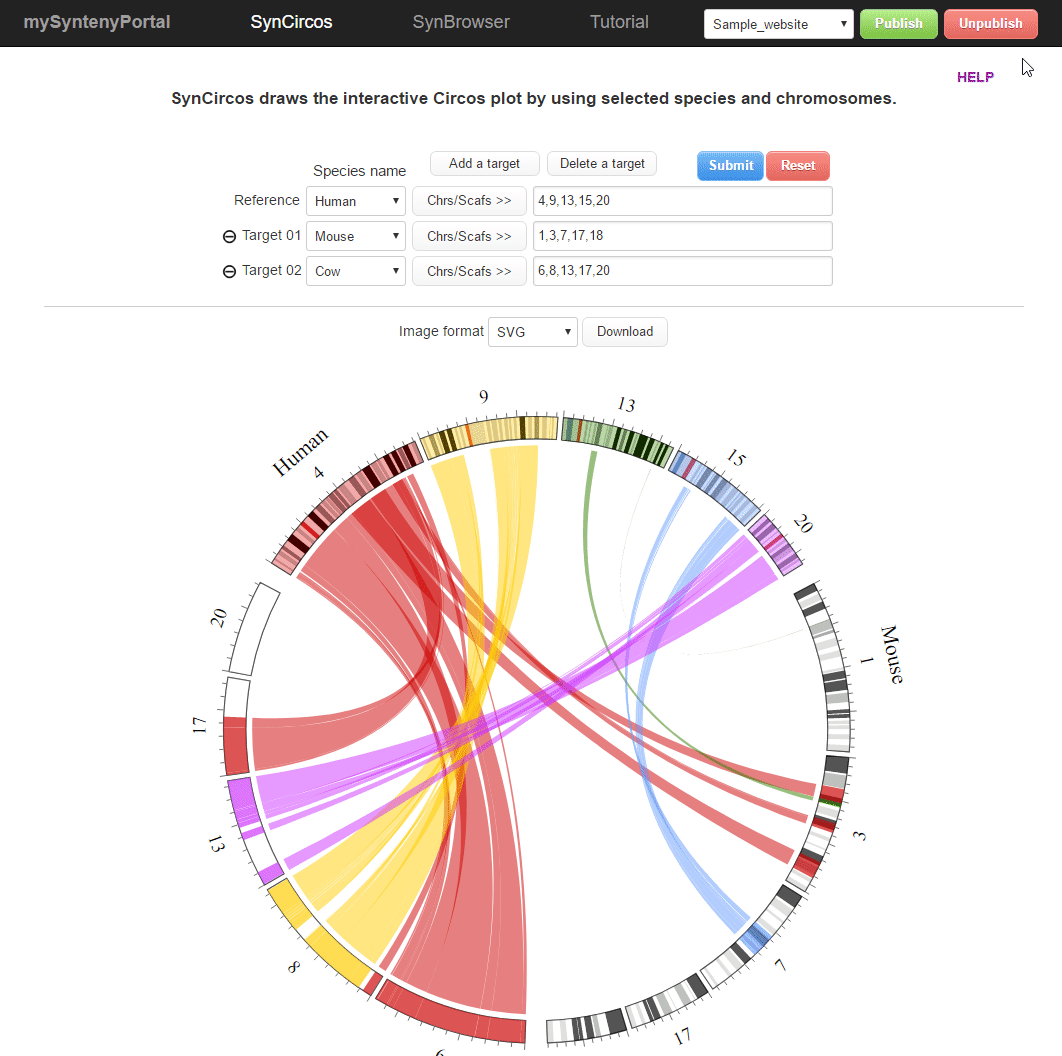 mySyntenyPortal SynCircos SynBrowser Tutorial Sample_website Publish Unpublish
HELP
SynCircos draws the interactive Circos plot by using selected species and chromosomes.
Species name Add a target Delete a target Submit Reset
Reference Human Chrs/Scafs >> 4,9,13,15,20
Target 01 Mouse Chrs/Scafs >> 1,3,7,17,18
Target 02 Cow Chrs/Scafs >> 6,8,13,17,20
Image format SVG Download
9
13
Human
4
15
20
20
Mouse
1
17
3
13
8
7
17
6